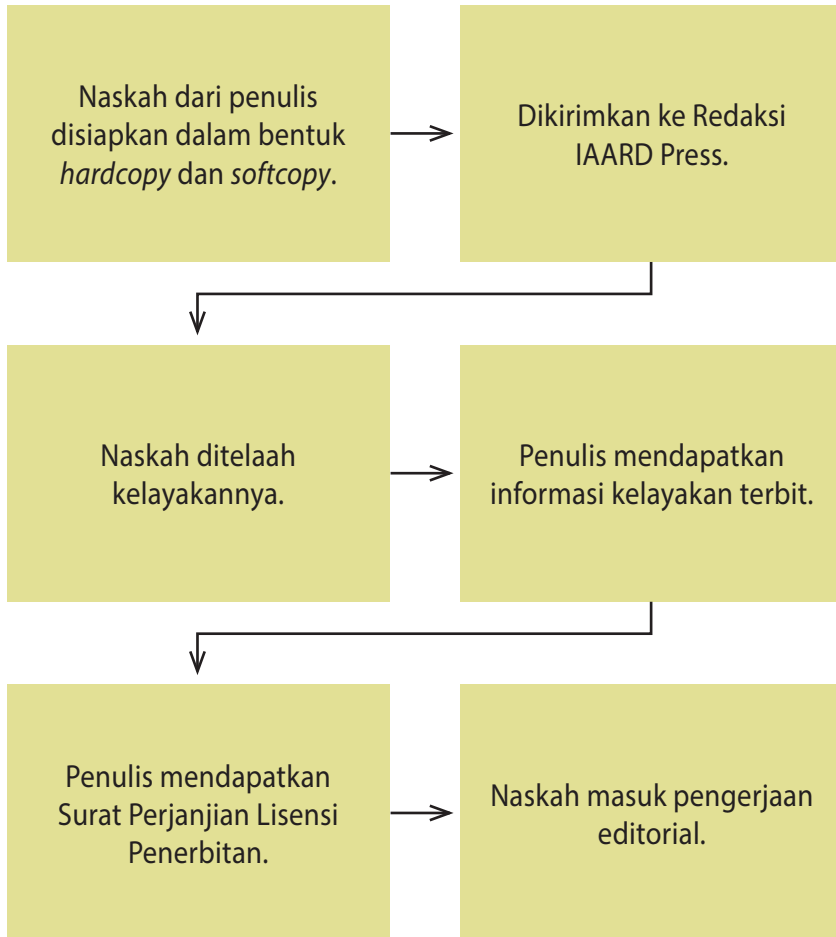 Naskah dari penulis
disiapkan dalam bentuk
hardcopy dan softcopy.
Dikirimkan ke Redaksi
IAARD Press.
Naskah ditelaah
kelayakannya.
Penulis mendapatkan
informasi kelayakan terbit.
Penulis mendapatkan
Surat Perjanjian Lisensi
Penerbitan.
Naskah masuk pengerjaan
editorial.